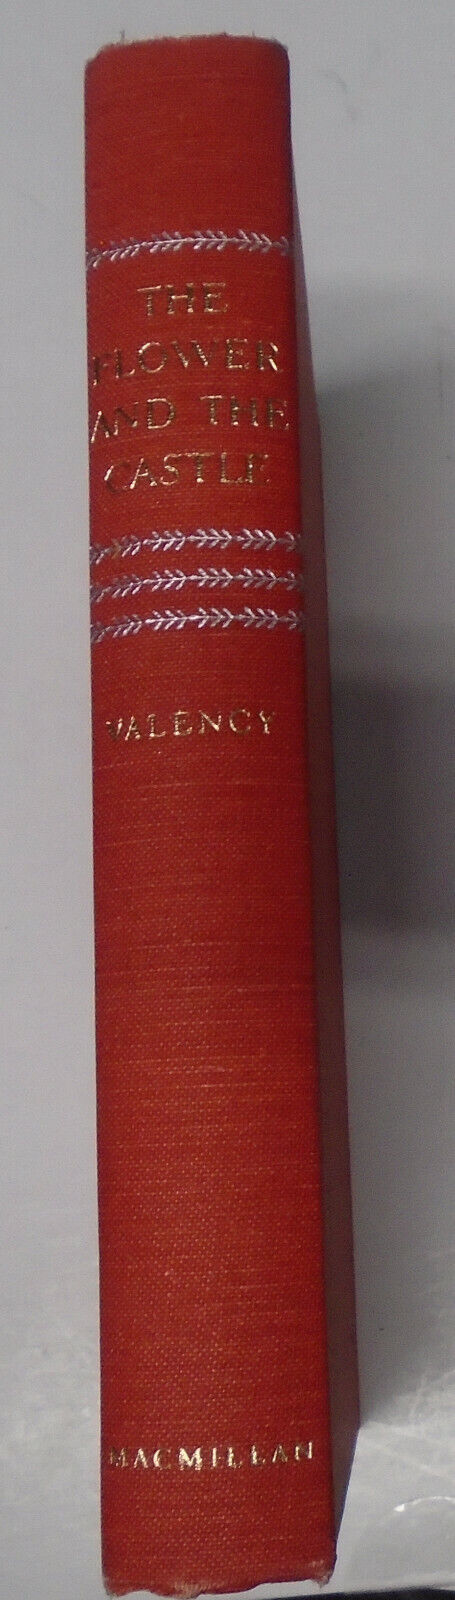 THE
FLOWER
AND THE
CASTLE
VALENCY
MACMILLAN